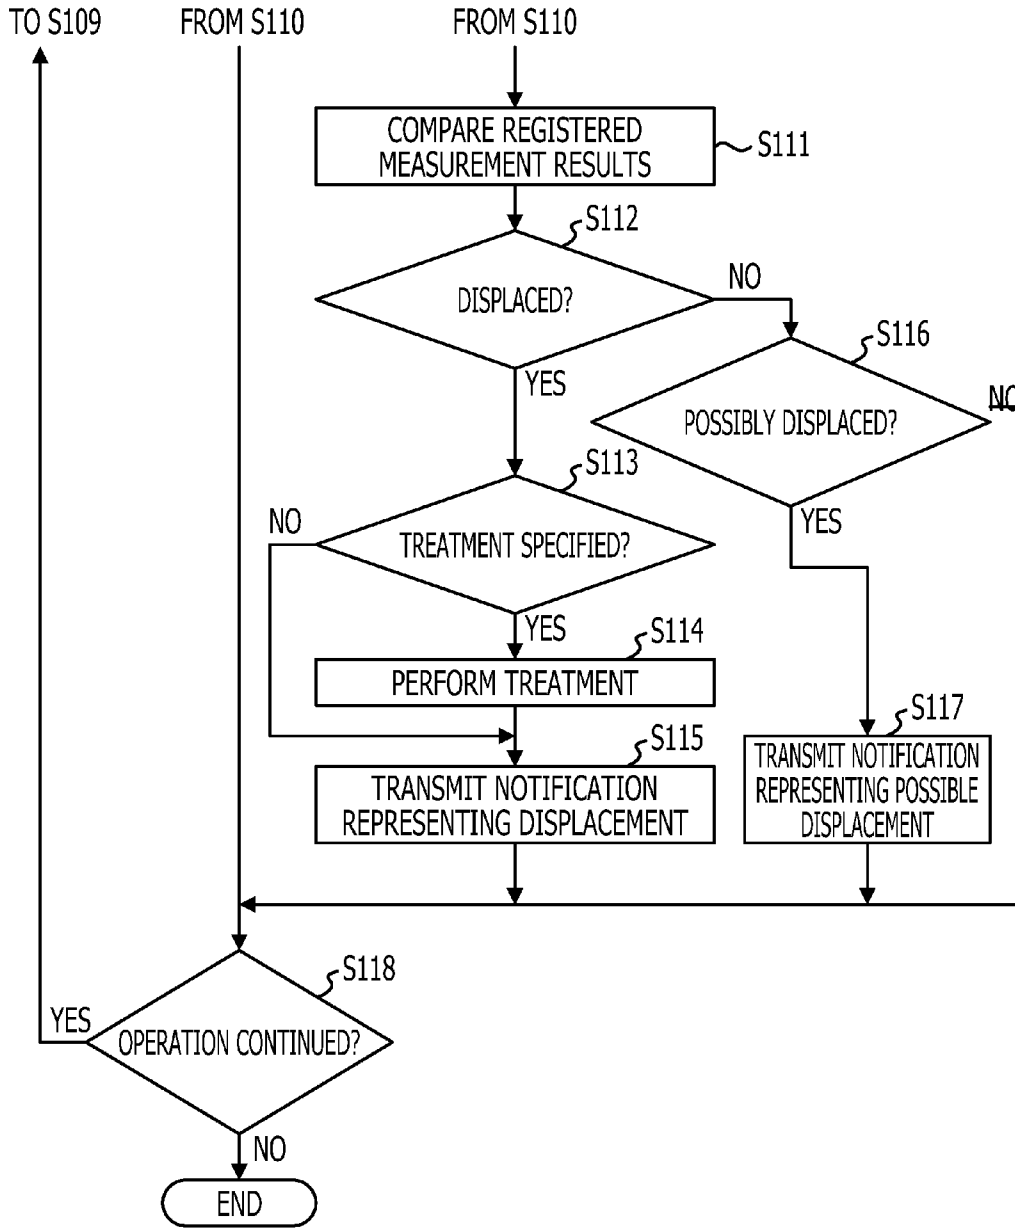 TO S109
FROM S110
FROM S110
COMPARE REGISTERED
MEASUREMENT RESULTS
S111
S112
DISPLACED?
NO
YES
S116
POSSIBLY DISPLACED?
NO
YES
S113
TREATMENT SPECIFIED?
NO
YES
S114
PERFORM TREATMENT
S115
TRANSMIT NOTIFICATION
REPRESENTING DISPLACEMENT
S117
TRANSMIT NOTIFICATION
REPRESENTING POSSIBLE
DISPLACEMENT
S118
OPERATION CONTINUED?
YES
NO
END